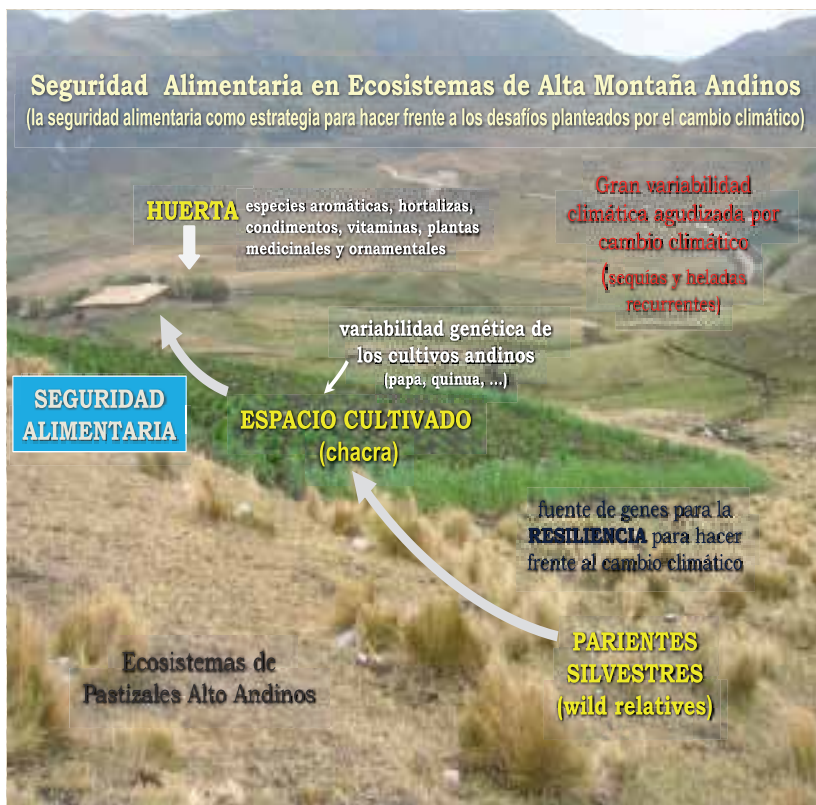 Seguridad Alimentaria en Ecosistemas de Alta Montaña Andinos
(la seguridad alimentaria como estrategia para hacer frente a los desafíos planteados por el cambio climático)
HUERTA
especies aromáticas, hortalizas,
condimentos, vitaminas, plantas
medicinales y ornamentales
Gran variabilidad
climática agudizada por
cambio climático
(sequias y heladas
recurrentes)
variabilidad genética de
los cultivos andinos
(papa, quinua, ...)
SEGURIDAD
ALIMENTARIA
ESPACIO CULTIVADO
(chacra)
fuente de genes para la
RESILIENCIA para hacer
frente al cambio climático
PARIENTES
SILVESTRES
(wild relatives)
Ecosistemas de
Pastizales Alto Andinos